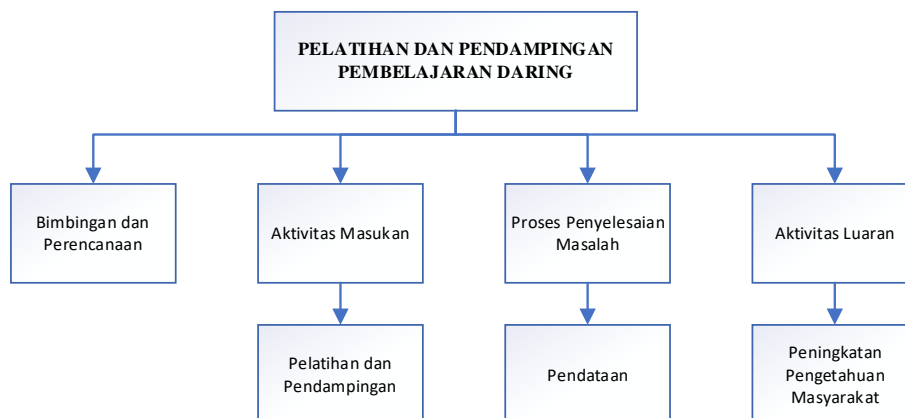 PELATIHAN DAN PENDAMPINGAN
PEMBELAJARAN DARING
Bimbingan dan
Perencanaan
Aktivitas Masukan
Proses Penyelesaian
Masalah
Aktivitas Luaran
Pelatihan dan
Pendampingan
Pendataan
Peningkatan
Pengetahuan
Masyarakat